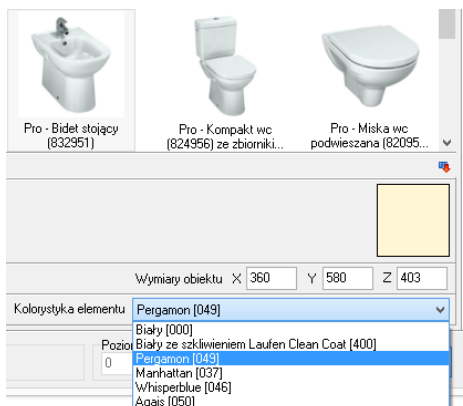 Pro - Bidet stojący
(832951)
Pro - Kompakt wc
(824956) ze zbiorniki...
Pro - Miska wc
podwieszana (82095...
Wymiary obiektu X 360 Y 580 Z 403
Kolorystyka elementu Pergamon [049]
Biały [000]
Pozio
Biały ze szkliwieniem Laufen Clean Coat [400]
0
Pergamon [049]
Manhattan [037]
Whisperblue [046]
Agais [050]